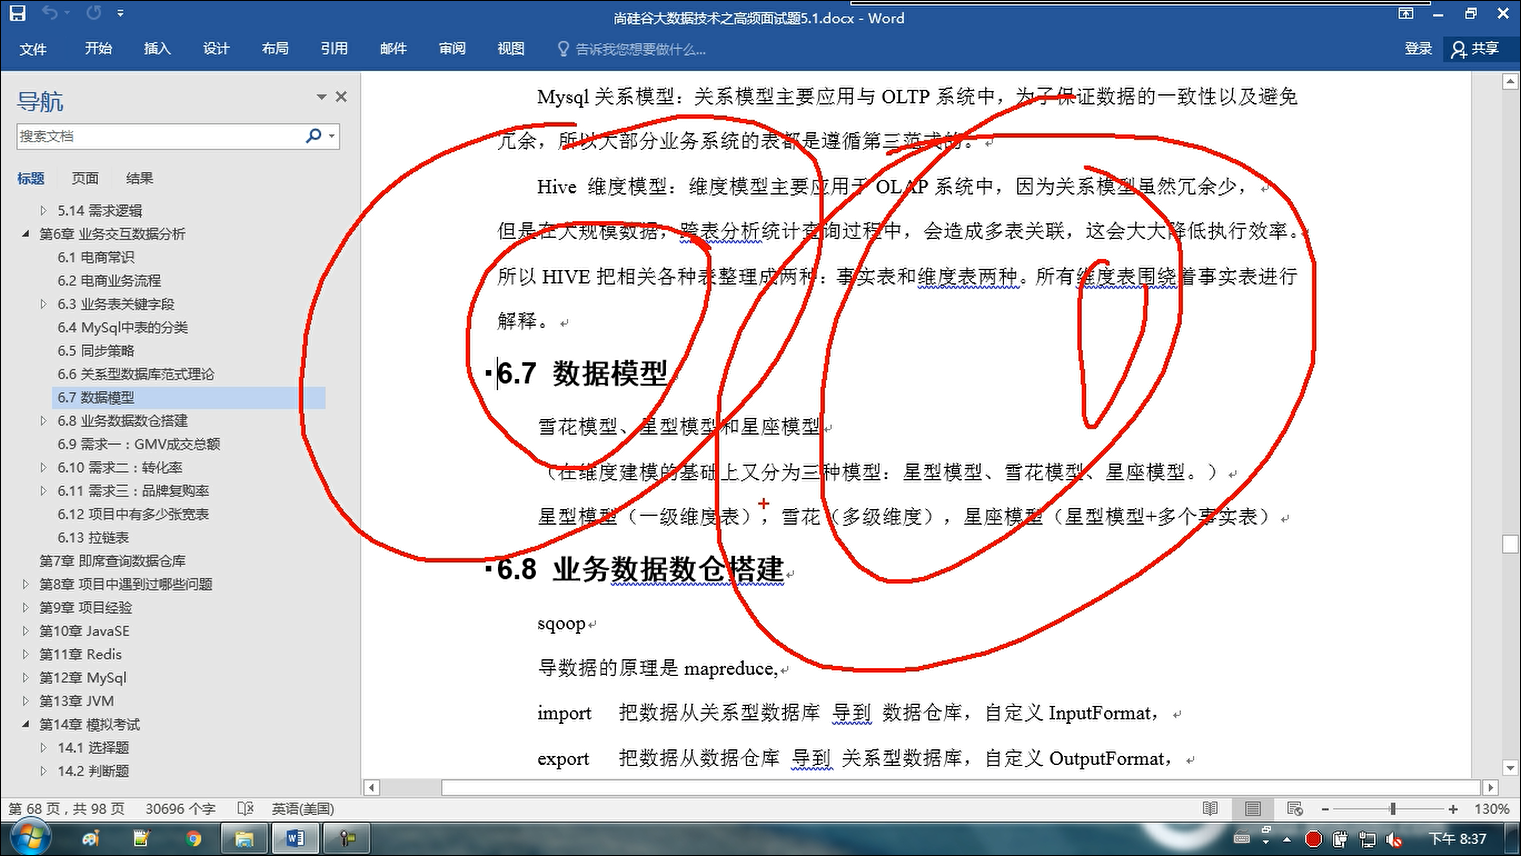 尚硅谷大数据技术之高频面试题5.1.docx - Word
文件 开始 插入 设计 布局 引用 邮件 审阅 视图 告诉我您想要做什么... 登录 共享
导航
搜索文档
标题 页面 结果
5.14 需求逻辑
第6章 业务交互数据分析
6.1 电商常识
6.2 电商业务流程
6.3 业务表关键字段
6.4 MySql中表的分类
6.5 同步策略
6.6 关系型数据库范式理论
6.7 数据模型
6.8 业务数据数仓搭建
6.9 需求一：GMV成交总额
6.10 需求二：转化率
6.11 需求三：品牌复购率
6.12 项目中有多少张宽表
6.13 拉链表
第7章 即席查询数据仓库
第8章 项目中遇到过哪些问题
第9章 项目经验
第10章 JavaSE
第11章 Redis
第12章 MySql
第13章 JVM
第14章 模拟考试
14.1 选择题
14.2 判断题
Mysql 关系模型：关系模型主要应用与 OLTP 系统中，为了保证数据的一致性以及避免
冗余，所以大部分业务系统的表都是遵循第三范式的。
Hive 维度模型：维度模型主要应用于 OLAP 系统中，因为关系模型虽然冗余少，
但是在大规模数据，跨表分析统计查询过程中，会造成多表关联，这会大大降低执行效率。
所以 HIVE 把相关各种表整理成两种：事实表和维度表两种。所有维度表围绕着事实表进行
解释。
6.7 数据模型
雪花模型、星型模型和星座模型
（在维度建模的基础上又分为三种模型：星型模型、雪花模型、星座模型。）
星型模型（一级维度表），雪花（多级维度），星座模型（星型模型+多个事实表）
6.8 业务数据数仓搭建
sqoop
导数据的原理是 mapreduce,
import 把数据从关系型数据库 导到 数据仓库，自定义 InputFormat，
export 把数据从数据仓库 导到 关系型数据库，自定义 OutputFormat，
第 68 页，共 98 页 30696 个字 英语(美国) 130%
下午 8:37